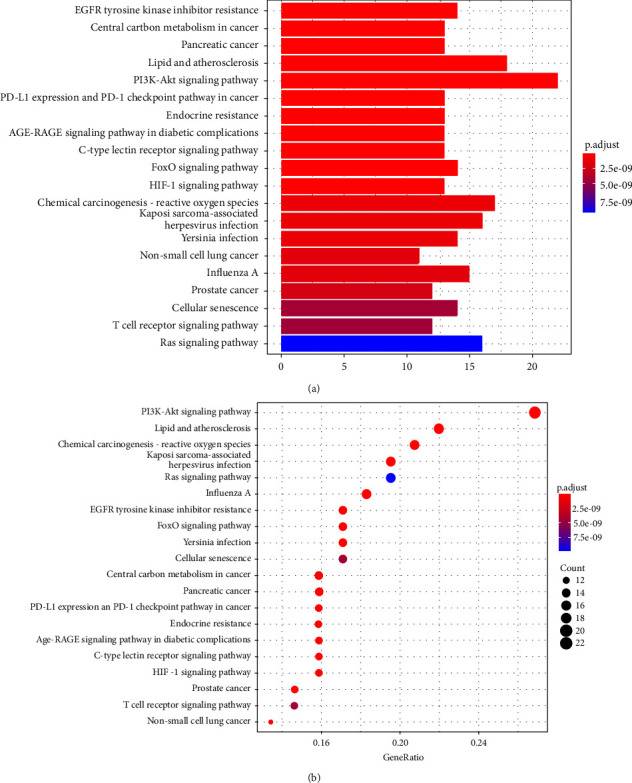 EGFR tyrosine kinase inhibitor resistance
Central cartbon metabolism in cancer
Pancreatic cancer
Lipid and atherosclerosis
PI3K-Akt signaling pathway
PD-L1 expression and PD-1 checkpoint pathway in cancer
Endocrine resistance
AGE-RAGE signaling pathway in diabetic complications
C-type lectin receptor signaling pathway
FoxO signaling pathway
HIF-1 signaling pathway
Chemical carcinogenesis - reactive oxygen species
Kaposi sarcoma-associated
herpesvirus infection
Yersinia infection
Non-small cell lung cancer
Influenza A
Prostate cancer
Cellular senescence
T cell receptor signaling pathway
Ras signaling pathway
0 5 10 15 20
p.adjust
2.5e-09
5.0e-09
7.5e-09
(a)
PI3K-Akt signaling pathway
Lipid and atherosclerosis
Chemical carcinogenesis - reactive oxygen species
Kaposi sarcoma-associated
herpesvirus infection
Ras signaling pathway
Influenza A
EGFR tyrosine kinase inhibitor resistance
FoxO signaling pathway
Yersinia infection
Cellular senescence
Central carbon metabolism in cancer
Pancreatic cancer
PD-L1 expression an PD-1 checkpoint pathway in cancer
Endocrine resistance
Age-RAGE signaling pathway in diabetic complications
C-type lectin receptor signaling pathway
HIF -1 signaling pathway
Prostate cancer
T cell receptor signaling pathway
Non-small cell lung cancer
0.16 0.20 0.24
GeneRatio
p.adjust
2.5e-09
5.0e-09
7.5e-09
Count
12
14
16
18
20
22
(b)